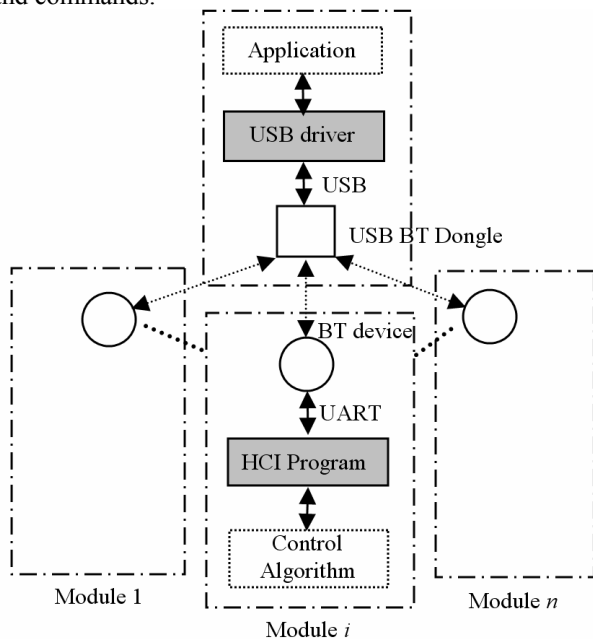 and commands.
Application
USB driver
USB
USB BT Dongle
BT device
UART
HCI Program
Control
Algorithm
Module 1
Module i
Module n